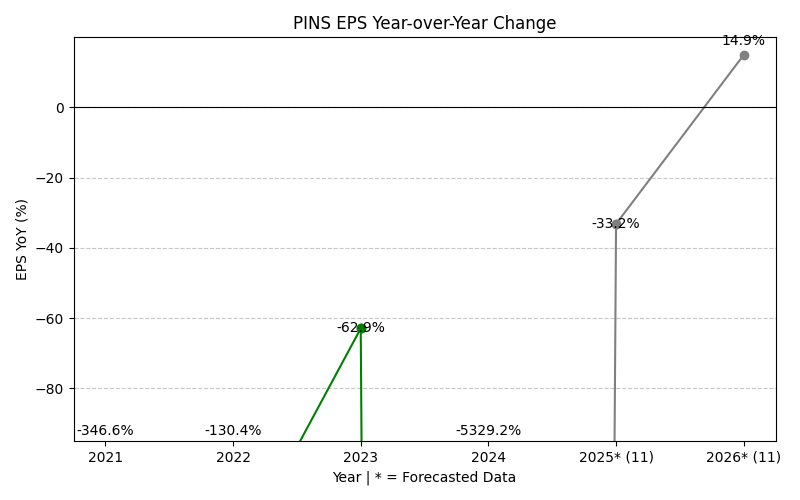 PINS EPS Year-over-Year Change
14.9%
0
−20
-33.2%
−40
EPS YoY (%)
−60
-62.9%
−80
-346.6% -130.4% -5329.2%
2021 2022 2023 2024 2025* (11) 2026* (11)
Year | * = Forecasted Data